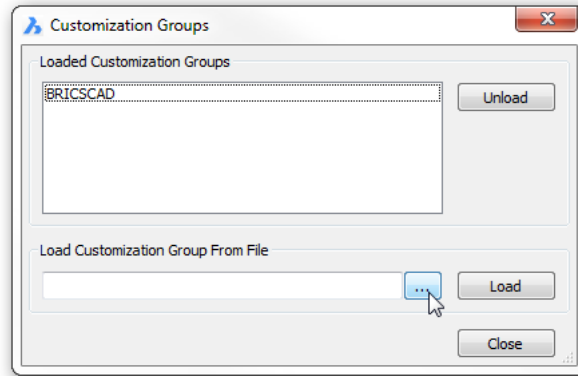 Customization Groups
Loaded Customization Groups
BRICSCAD
Unload
Load Customization Group From File
...
Load
Close